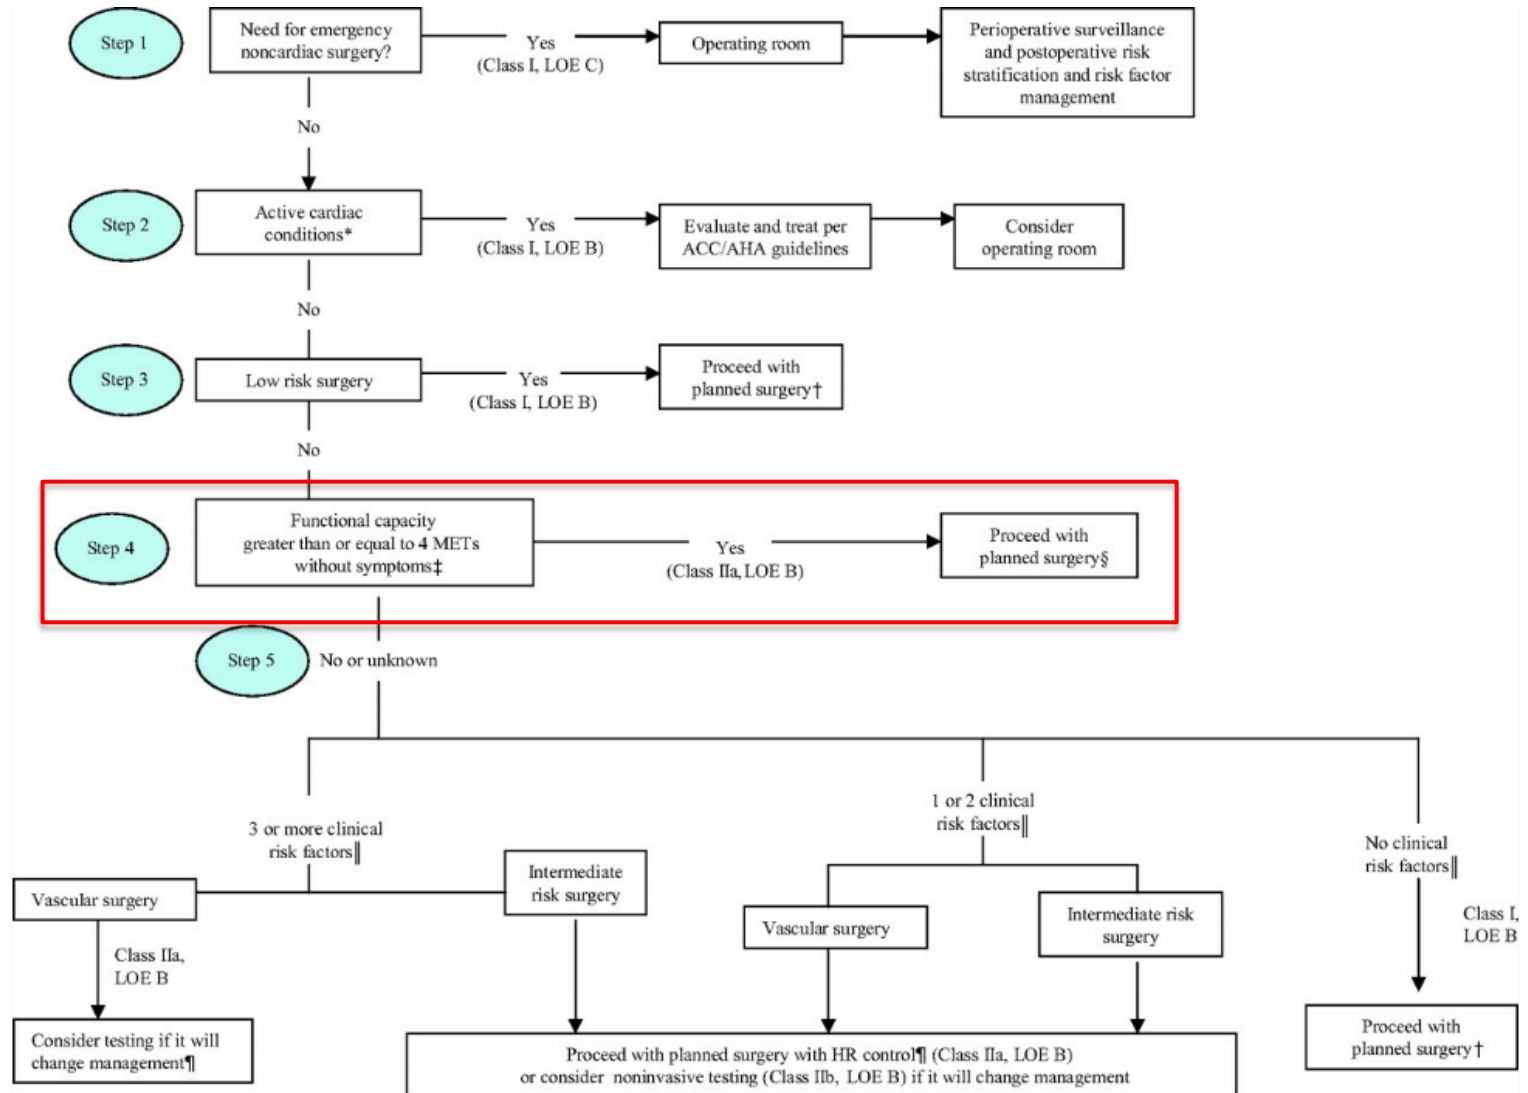 Step 1
Need for emergency
noncardiac surgery?
Yes
(Class I, LOE C)
Operating room
Perioperative surveillance
and postoperative risk
stratification and risk factor
management
No
Step 2
Active cardiac
conditions*
Yes
(Class I, LOE B)
Evaluate and treat per
ACC/AHA guidelines
Consider
operating room
No
Step 3
Low risk surgery
Yes
(Class I, LOE B)
Proceed with
planned surgery†
No
Step 4
Functional capacity
greater than or equal to 4 METs
without symptoms‡
Yes
(Class IIa, LOE B)
Proceed with
planned surgery§
Step 5
No or unknown
3 or more clinical
risk factors‖
1 or 2 clinical
risk factors‖
No clinical
risk factors‖
Vascular surgery
Intermediate
risk surgery
Vascular surgery
Intermediate risk
surgery
Class I,
LOE B
Class IIa,
LOE B
Consider testing if it will
change management¶
Proceed with planned surgery with HR control¶ (Class IIa, LOE B)
or consider noninvasive testing (Class IIb, LOE B) if it will change management
Proceed with
planned surgery†